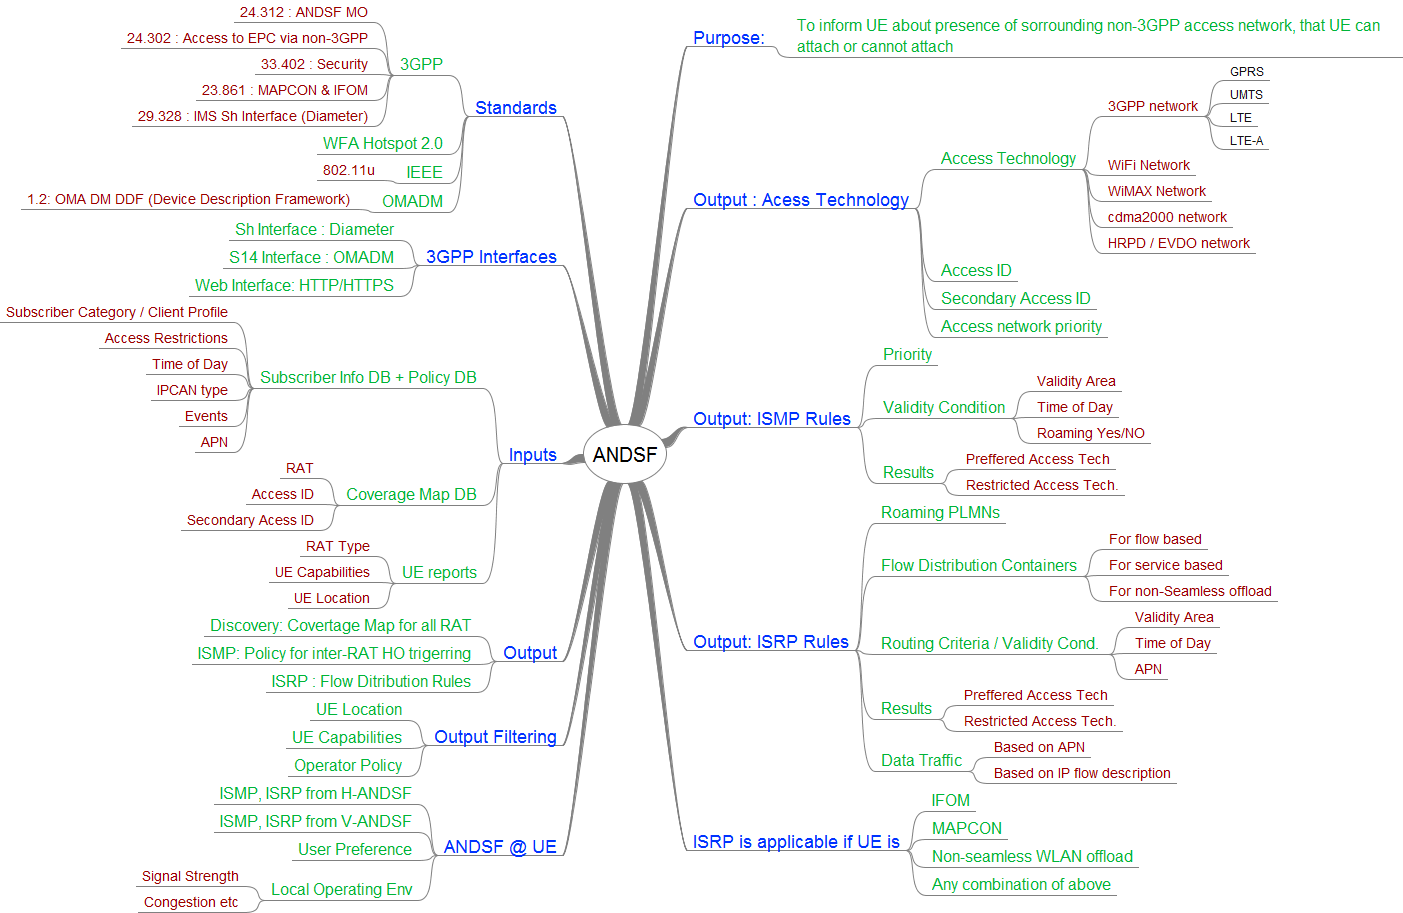 ANDSF
Standards
3GPP
24.312 : ANDSF MO
24.302 : Access to EPC via non-3GPP
33.402 : Security
23.861 : MAPCON & IFOM
29.328 : IMS Sh Interface (Diameter)
WFA Hotspot 2.0
IEEE
802.11u
OMADM
1.2: OMA DM DDF (Device Description Framework)
3GPP Interfaces
Sh Interface : Diameter
S14 Interface : OMADM
Web Interface: HTTP/HTTPS
Inputs
Subscriber Info DB + Policy DB
Subscriber Category / Client Profile
Access Restrictions
Time of Day
IPCAN type
Events
APN
Coverage Map DB
RAT
Access ID
Secondary Acess ID
UE reports
RAT Type
UE Capabilities
UE Location
Output
Discovery: Covertage Map for all RAT
ISMP: Policy for inter-RAT HO trigerring
ISRP : Flow Ditribution Rules
Output Filtering
UE Location
UE Capabilities
Operator Policy
ANDSF @ UE
ISMP, ISRP from H-ANDSF
ISMP, ISRP from V-ANDSF
User Preference
Local Operating Env
Signal Strength
Congestion etc
Purpose:
To inform UE about presence of sorrounding non-3GPP access network, that UE can
attach or cannot attach
Output : Acess Technology
Access Technology
3GPP network
GPRS
UMTS
LTE
LTE-A
WiFi Network
WiMAX Network
cdma2000 network
HRPD / EVDO network
Access ID
Secondary Access ID
Access network priority
Output: ISMP Rules
Priority
Validity Condition
Validity Area
Time of Day
Roaming Yes/NO
Results
Preffered Access Tech
Restricted Access Tech.
Output: ISRP Rules
Roaming PLMNs
Flow Distribution Containers
For flow based
For service based
For non-Seamless offload
Routing Criteria / Validity Cond.
Validity Area
Time of Day
APN
Results
Preffered Access Tech
Restricted Access Tech.
Data Traffic
Based on APN
Based on IP flow description
ISRP is applicable if UE is
IFOM
MAPCON
Non-seamless WLAN offload
Any combination of above